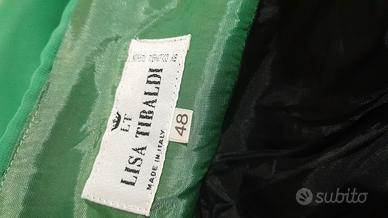 LT
LISA TIBALDI
MADE IN ITALY
48
subito